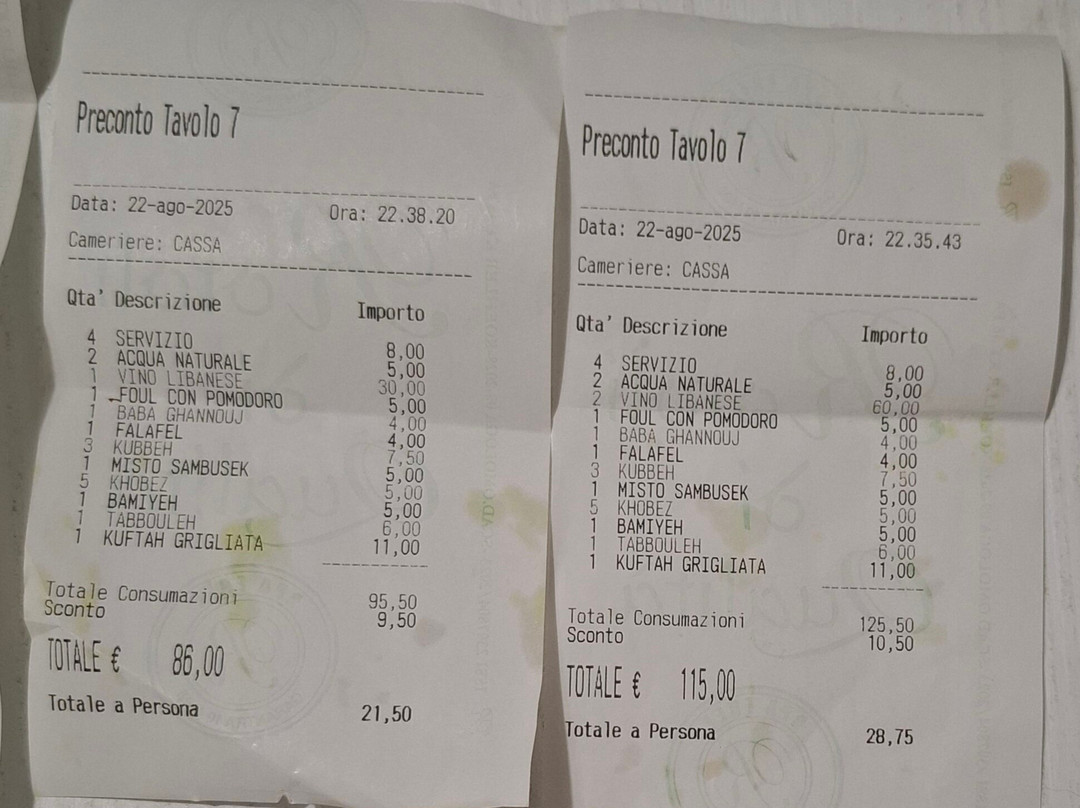 Preconto Tavolo 7
Data: 22-ago-2025 Ora: 22.38.20
Cameriere: CASSA
Qta' Descrizione Importo
4 SERVIZIO 8,00
2 ACQUA NATURALE 5,00
1 VINO LIBANESE 30,00
1 FOUL CON POMODORO 5,00
1 BABA GHANNOUJ 4,00
1 FALAFEL 4,00
3 KUBBEH 7,50
1 MISTO SAMBUSEK 5,00
5 KHOBEZ 5,00
1 BAMIYEH 5,00
1 TABBOULEH 6,00
1 KUFTAH GRIGLIATA 11,00
Totale Consumazioni 95,50
Sconto 9,50
TOTALE € 86,00
Totale a Persona 21,50
Preconto Tavolo 7
Data: 22-ago-2025 Ora: 22.35.43
Cameriere: CASSA
Qta' Descrizione Importo
4 SERVIZIO 8,00
2 ACQUA NATURALE 5,00
2 VINO LIBANESE 60,00
1 FOUL CON POMODORO 5,00
1 BABA GHANNOUJ 4,00
1 FALAFEL 4,00
3 KUBBEH 7,50
1 MISTO SAMBUSEK 5,00
5 KHOBEZ 5,00
1 BAMIYEH 5,00
1 TABBOULEH 6,00
1 KUFTAH GRIGLIATA 11,00
Totale Consumazioni 125,50
Sconto 10,50
TOTALE € 115,00
Totale a Persona 28,75